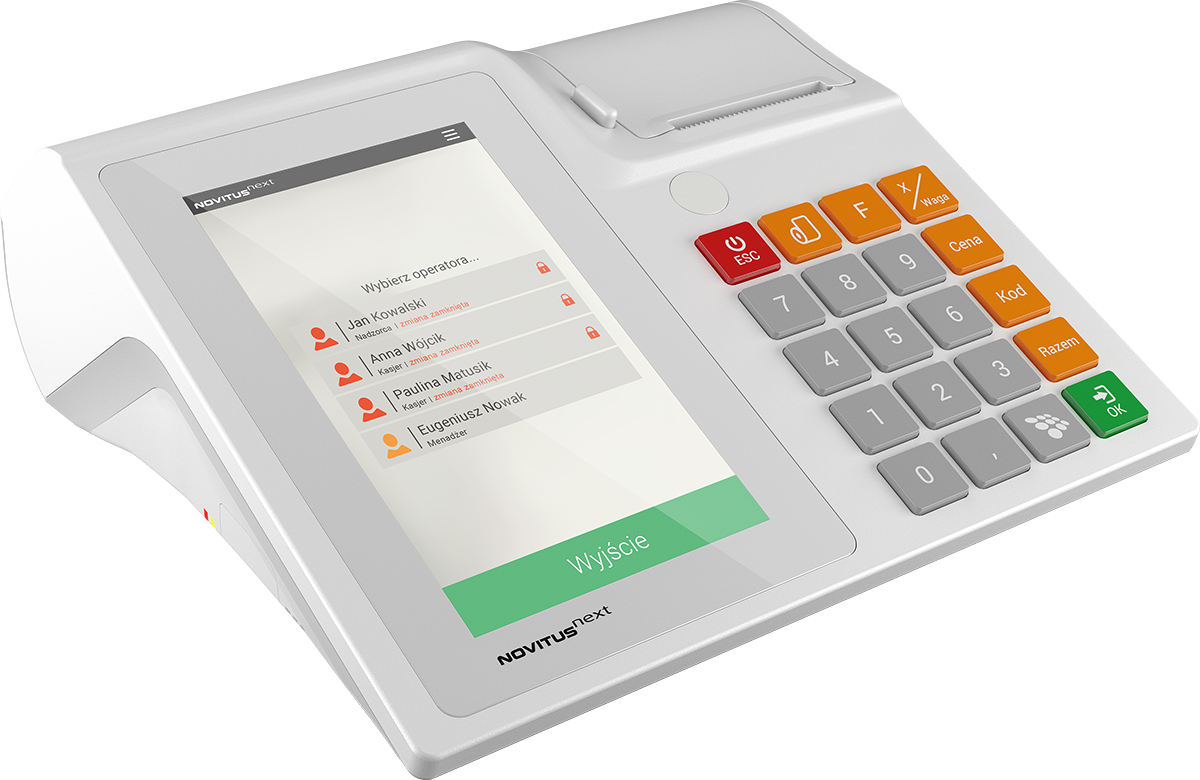 NOVITUS next
Wybierz operatora...
Jan Kowalski
Nadzorca | zmiana zamknięta
Anna Wójcik
Kasjer | zmiana zamknięta
Paulina Matusik
Kasjer | zmiana zamknięta
Eugeniusz Nowak
Menadżer
Wyjście
NOVITUS next
ESC
F
X / Waga
7
8
9
Cena
4
5
6
Kod
1
2
3
Razem
0
,
OK